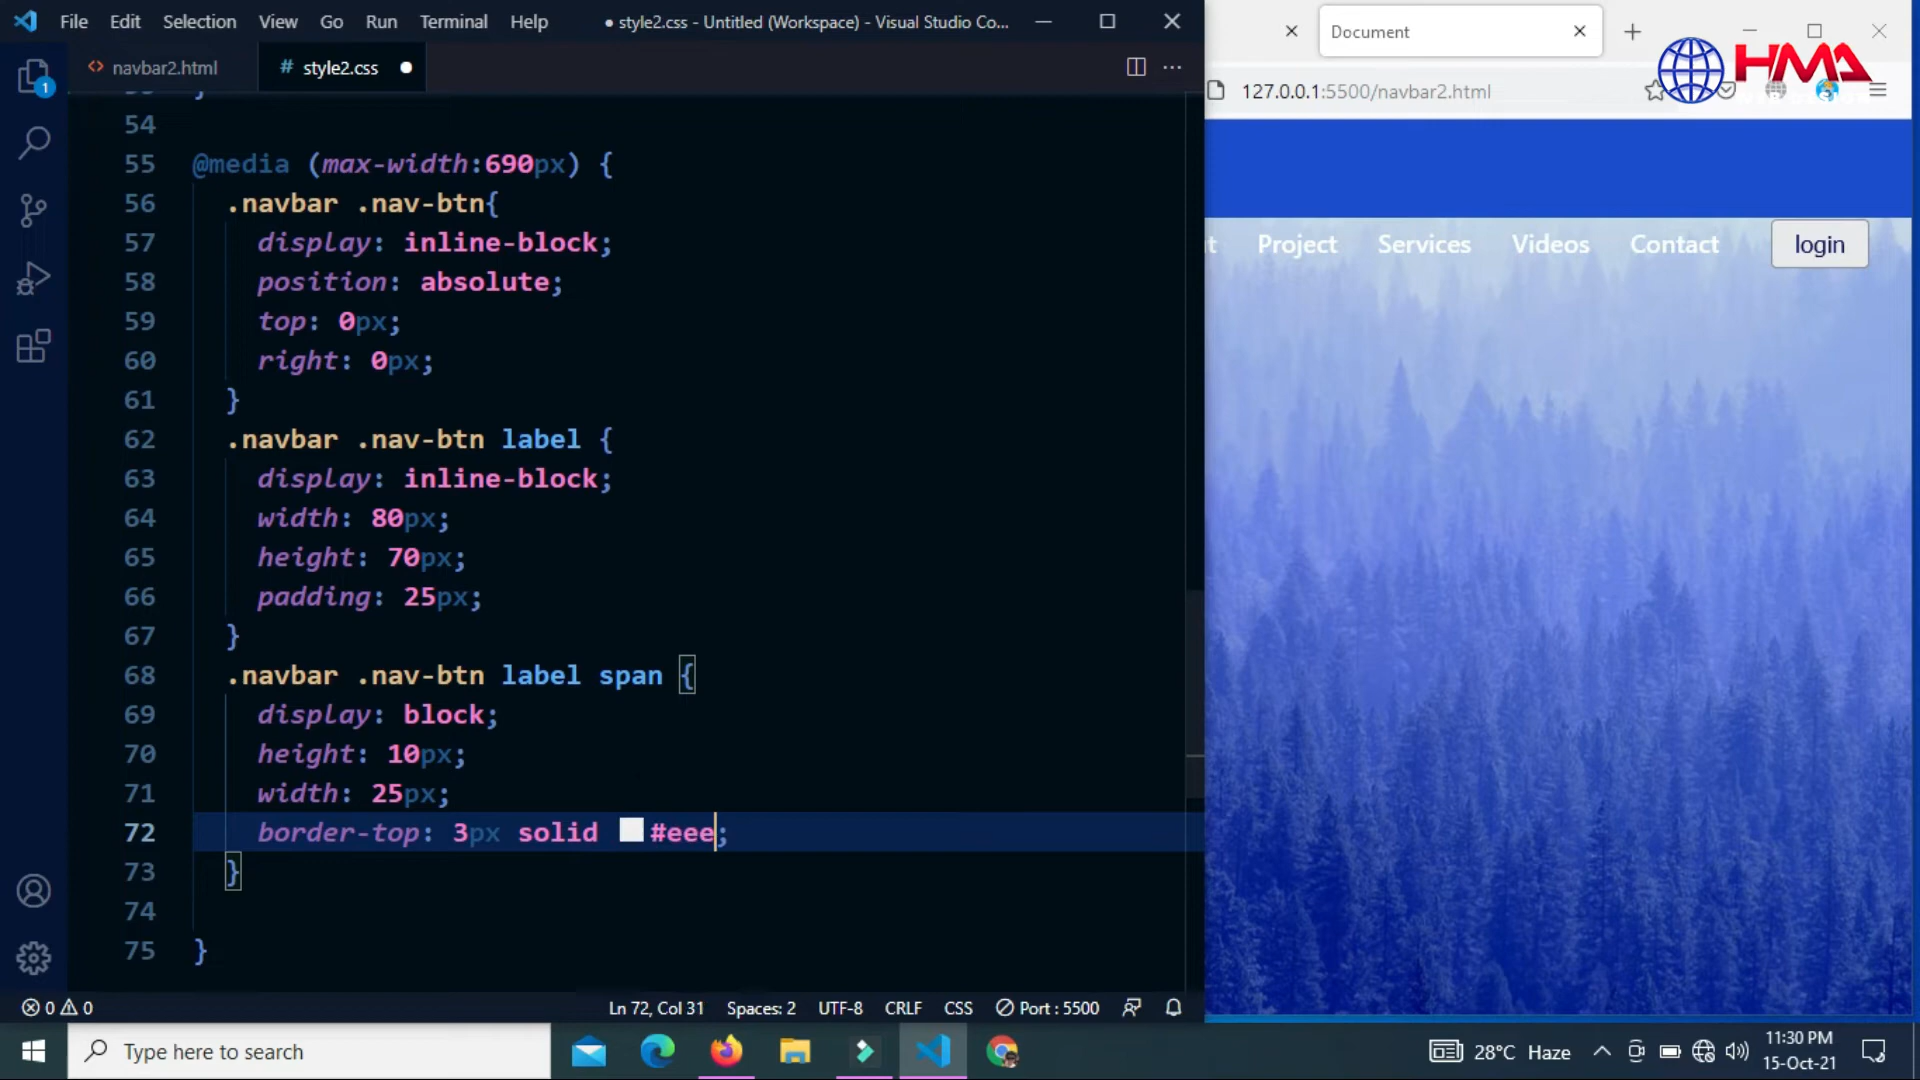 File Edit Selection View Go Run Terminal Help
● style2.css - Untitled (Workspace) - Visual Studio Co...
navbar2.html
# style2.css
54
55 @media (max-width:690px) {
56 .navbar .nav-btn{
57 display: inline-block;
58 position: absolute;
59 top: 0px;
60 right: 0px;
61 }
62 .navbar .nav-btn label {
63 display: inline-block;
64 width: 80px;
65 height: 70px;
66 padding: 25px;
67 }
68 .navbar .nav-btn label span {
69 display: block;
70 height: 10px;
71 width: 25px;
72 border-top: 3px solid #eee;
73 }
74
75 }
1
0 0
Ln 72, Col 31 Spaces: 2 UTF-8 CRLF CSS Port : 5500
Document
HMA
127.0.0.1:5500/navbar2.html
t Project Services Videos Contact login
Type here to search
28°C Haze
11:30 PM
15-Oct-21